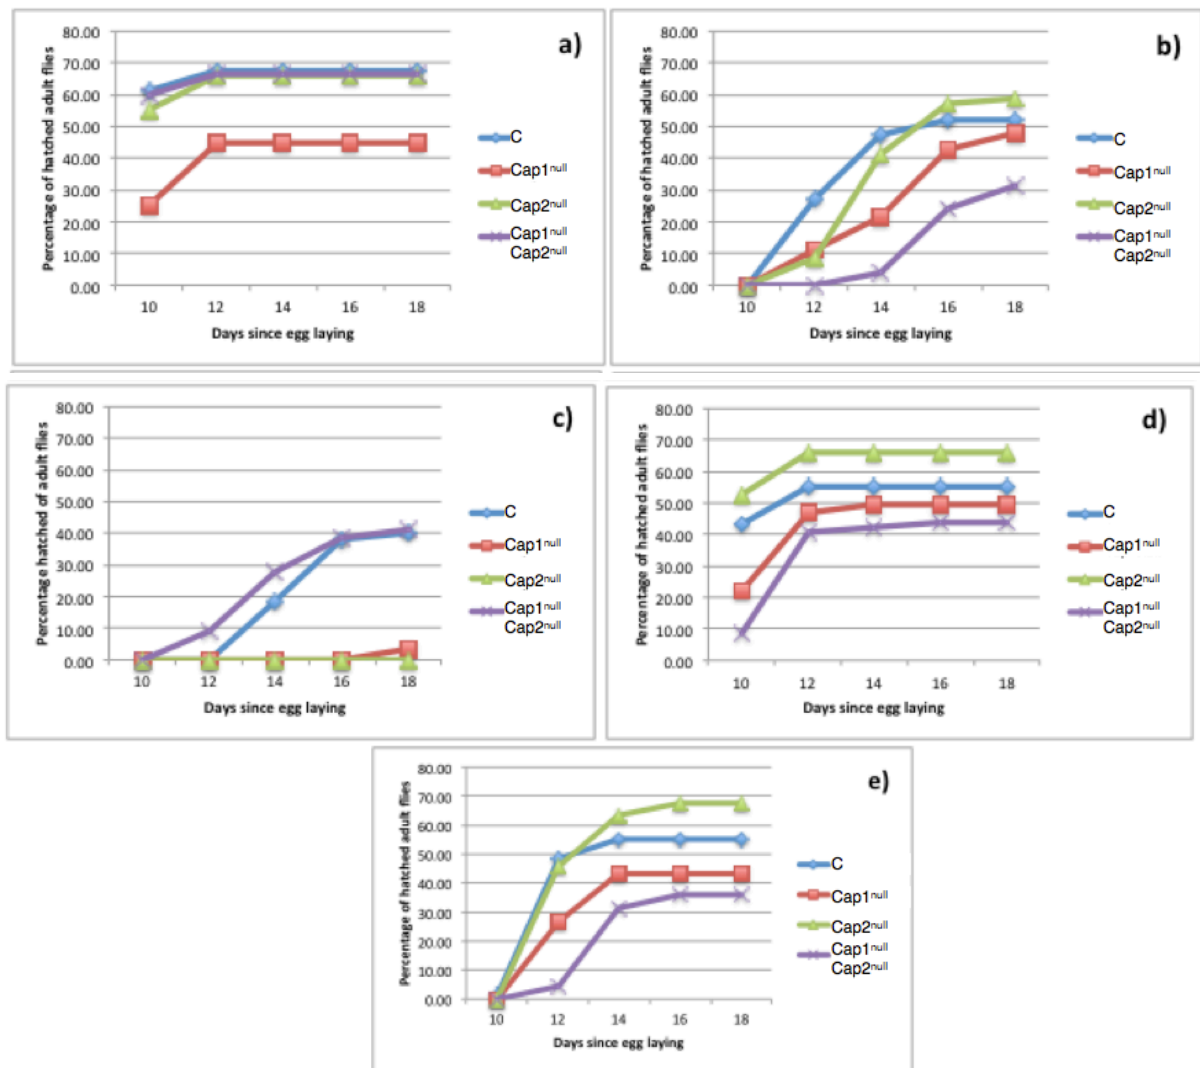 a)
Percentage of hatched adult flies
80.00
70.00
60.00
50.00
40.00
30.00
20.00
10.00
0.00
10 12 14 16 18
Days since egg laying
C
Cap1null
Cap2null
Cap1null
Cap2null
b)
Percantage of hatched adult flies
80.00
70.00
60.00
50.00
40.00
30.00
20.00
10.00
0.00
10 12 14 16 18
Days since egg laying
C
Cap1null
Cap2null
Cap1null
Cap2null
c)
Percentage hatched of adult flies
80.00
70.00
60.00
50.00
40.00
30.00
20.00
10.00
0.00
10 12 14 16 18
Days since egg laying
C
Cap1null
Cap2null
Cap1null
Cap2null
d)
Percentage of hatched adult flies
80.00
70.00
60.00
50.00
40.00
30.00
20.00
10.00
0.00
10 12 14 16 18
Days since egg laying
C
Cap1null
Cap2null
Cap1null
Cap2null
e)
Percentage of hatched adult flies
80.00
70.00
60.00
50.00
40.00
30.00
20.00
10.00
0.00
10 12 14 16 18
Days since egg laying
C
Cap1null
Cap2null
Cap1null
Cap2null